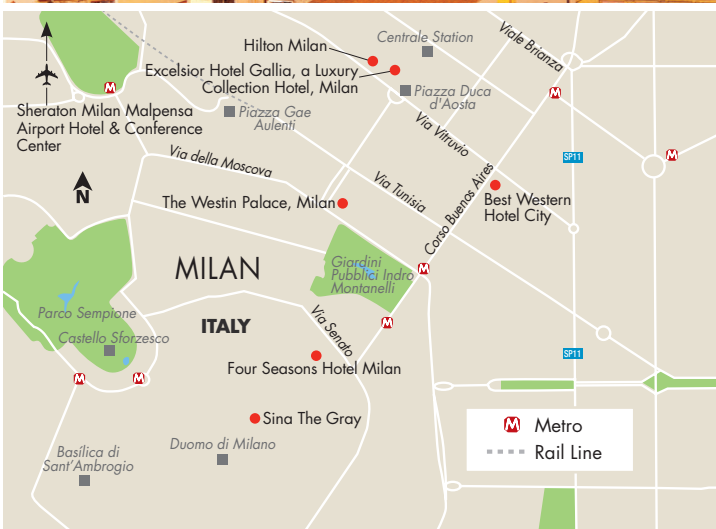 Hilton Milan
Centrale Station
Viale Brianza
Excelsior Hotel Gallia, a Luxury
Collection Hotel, Milan
M
Piazza Duca
d'Aosta
M
Sheraton Milan Malpensa
Airport Hotel & Conference
Center
Piazza Gae
Aulenti
Via Vitruvio
Via della Moscova
SP11
M
N
Via Tunisia
Corso Buenos Aires
The Westin Palace, Milan
Best Western
Hotel City
MILAN
Giardini
Pubblici Indro
Montanelli
M
Parco Sempione
ITALY
Via Senato
M
Castello Sforzesco
SP11
Four Seasons Hotel Milan
M
M
Sina The Gray
M Metro
Rail Line
Duomo di Milano
Basílica di
Sant'Ambrogio